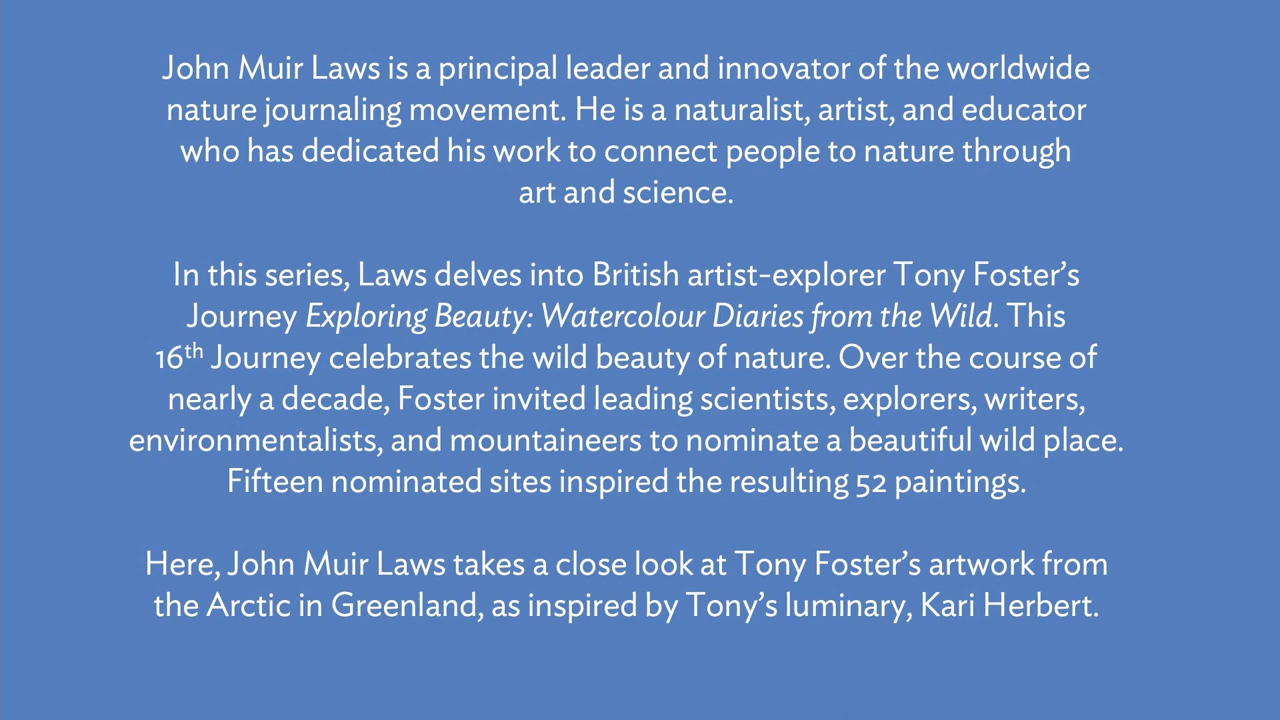 John Muir Laws is a principal leader and innovator of the worldwide
nature journaling movement. He is a naturalist, artist, and educator
who has dedicated his work to connect people to nature through
art and science.
In this series, Laws delves into British artist-explorer Tony Foster’s
Journey Exploring Beauty: Watercolour Diaries from the Wild. This
16th Journey celebrates the wild beauty of nature. Over the course of
nearly a decade, Foster invited leading scientists, explorers, writers,
environmentalists, and mountaineers to nominate a beautiful wild place.
Fifteen nominated sites inspired the resulting 52 paintings.
Here, John Muir Laws takes a close look at Tony Foster’s artwork from
the Arctic in Greenland, as inspired by Tony’s luminary, Kari Herbert.